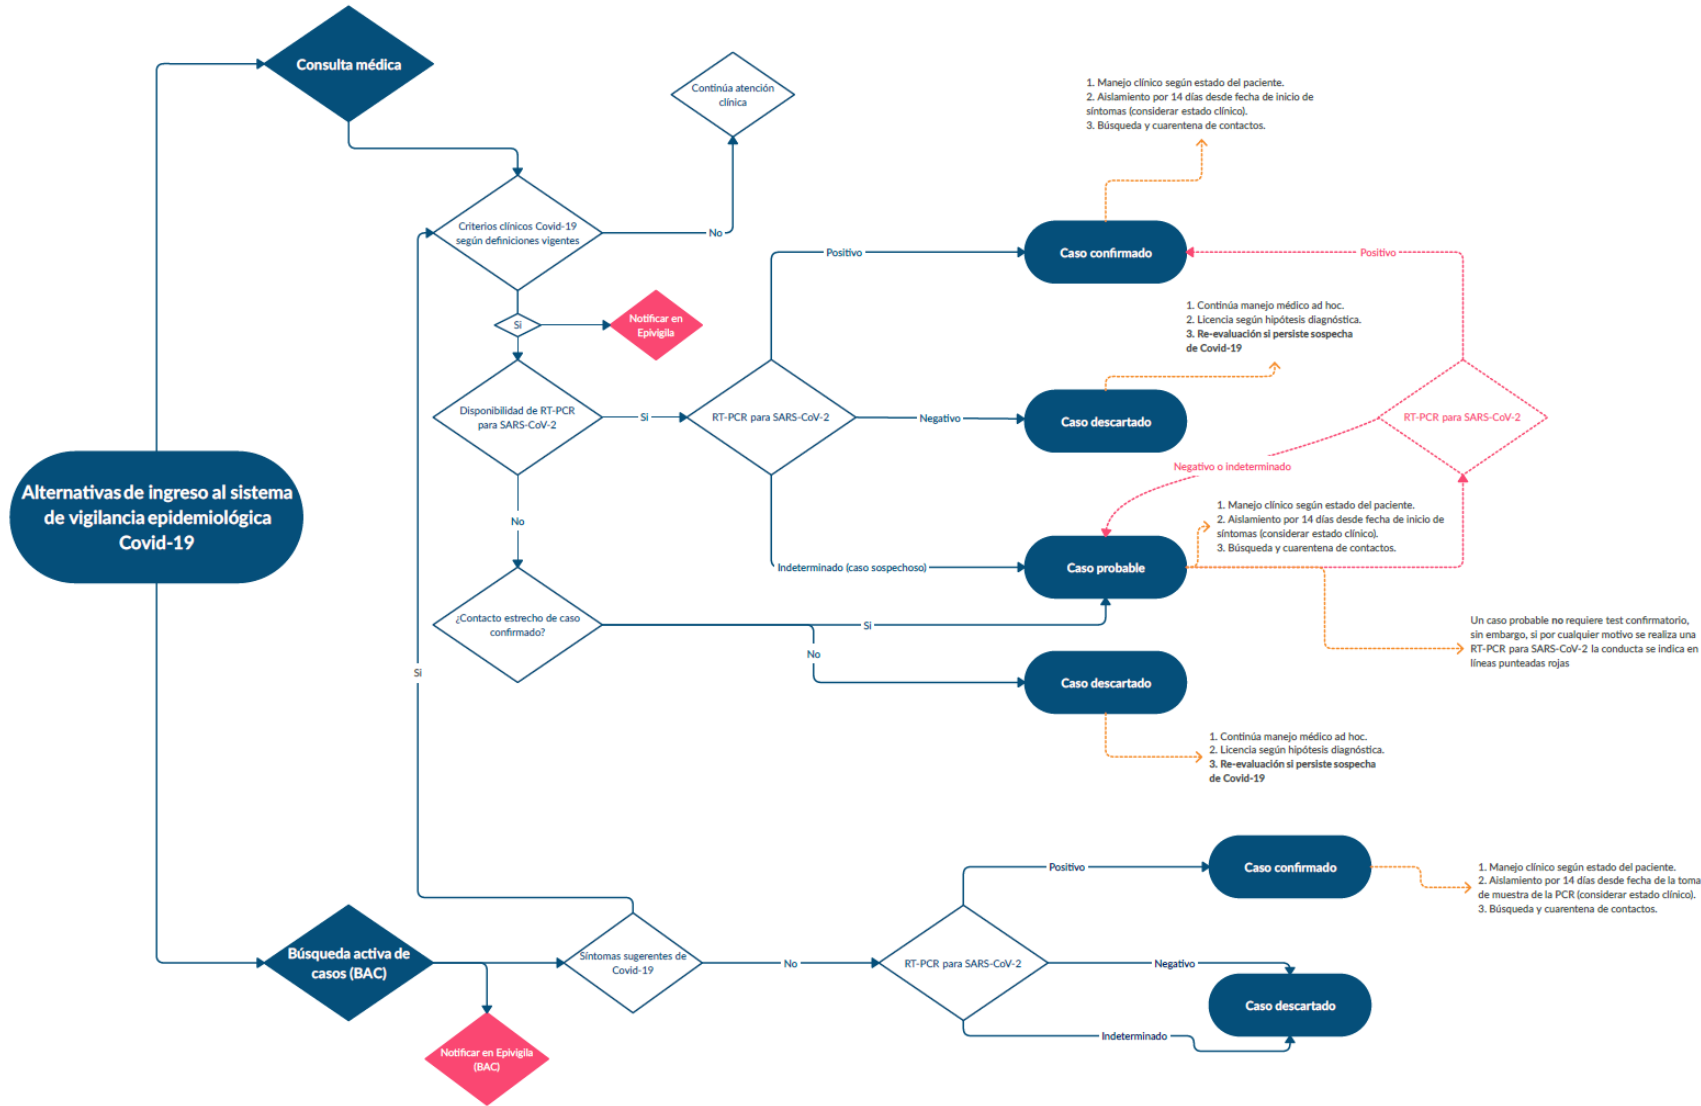 Consulta médica
Continúa atención
clínica
1. Manejo clínico según estado del paciente.
2. Aislamiento por 14 días desde fecha de inicio de
síntomas (considerar estado clínico).
3. Búsqueda y cuarentena de contactos.
Criterios clínicos Covid-19
según definiciones vigentes
No
Positivo
Caso confirmado
Positivo
Si
Notificar en
Epivigila
1. Continúa manejo médico ad hoc.
2. Licencia según hipótesis diagnóstica.
3. Re-evaluación si persiste sospecha
de Covid-19
Disponibilidad de RT-PCR
para SARS-CoV-2
Si
RT-PCR para SARS-CoV-2
Negativo
Caso descartado
RT-PCR para SARS-CoV-2
Negativo o indeterminado
Alternativas de ingreso al sistema
de vigilancia epidemiológica
Covid-19
No
1. Manejo clínico según estado del paciente.
2. Aislamiento por 14 días desde fecha de inicio de
síntomas (considerar estado clínico).
3. Búsqueda y cuarentena de contactos.
Indeterminado (caso sospechoso)
Caso probable
¿Contacto estrecho de caso
confirmado?
Si
No
Un caso probable no requiere test confirmatorio,
sin embargo, si por cualquier motivo se realiza una
RT-PCR para SARS-CoV-2 la conducta se indica en
líneas punteadas rojas
Si
Caso descartado
1. Continúa manejo médico ad hoc.
2. Licencia según hipótesis diagnóstica.
3. Re-evaluación si persiste sospecha
de Covid-19
Positivo
Caso confirmado
1. Manejo clínico según estado del paciente.
2. Aislamiento por 14 días desde fecha de la toma
de muestra de la PCR (considerar estado clínico).
3. Búsqueda y cuarentena de contactos.
Búsqueda activa de
casos (BAC)
Síntomas sugerentes de
Covid-19
No
RT-PCR para SARS-CoV-2
Negativo
Caso descartado
Indeterminado
Notificar en Epivigila
(BAC)